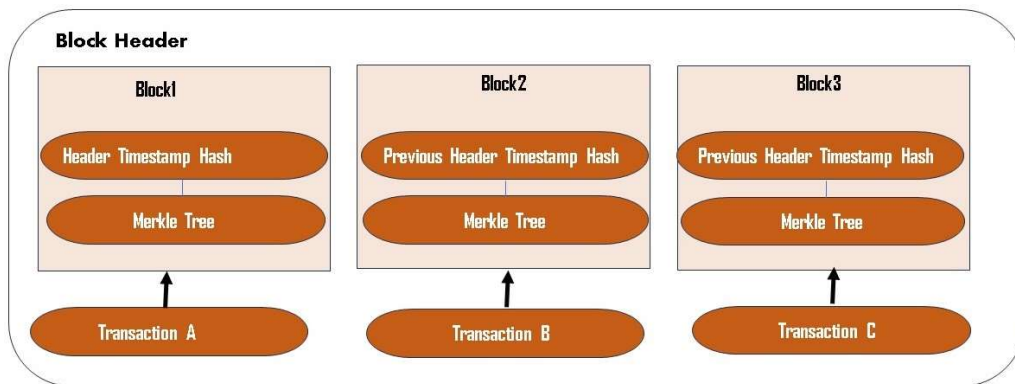 Block Header
Block1
Block2
Block3
Header Timestamp Hash
Previous Header Timestamp Hash
Previous Header Timestamp Hash
Merkle Tree
Merkle Tree
Merkle Tree
Transaction A
Transaction B
Transaction C